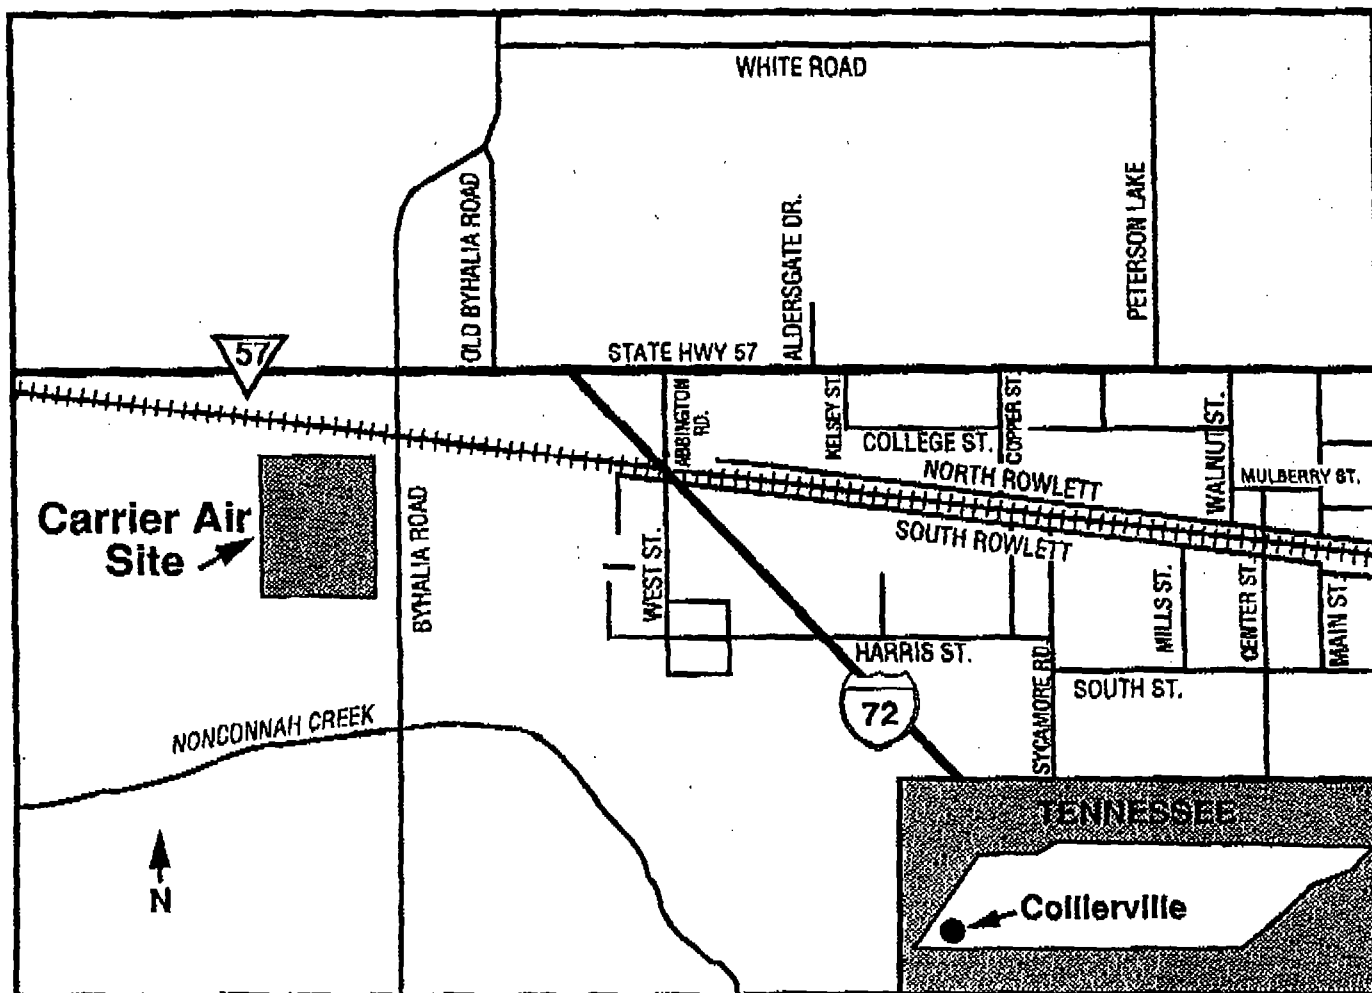 WHITE ROAD
OLD BYHALIA ROAD
ALDERSGATE DR.
PETERSON LAKE
57
STATE HWY 57
ABBINGTON
RD.
KELSEY ST.
COLLEGE ST.
COPPER ST.
WALNUT ST.
MULBERRY ST.
NORTH ROWLETT
SOUTH ROWLETT
Carrier Air
Site
BYHALIA ROAD
WEST ST.
HARRIS ST.
SYCAMORE RD.
MILLS ST.
CENTER ST.
MAIN ST.
SOUTH ST.
72
NONCONNAH CREEK
N
TENNESSEE
Collierville